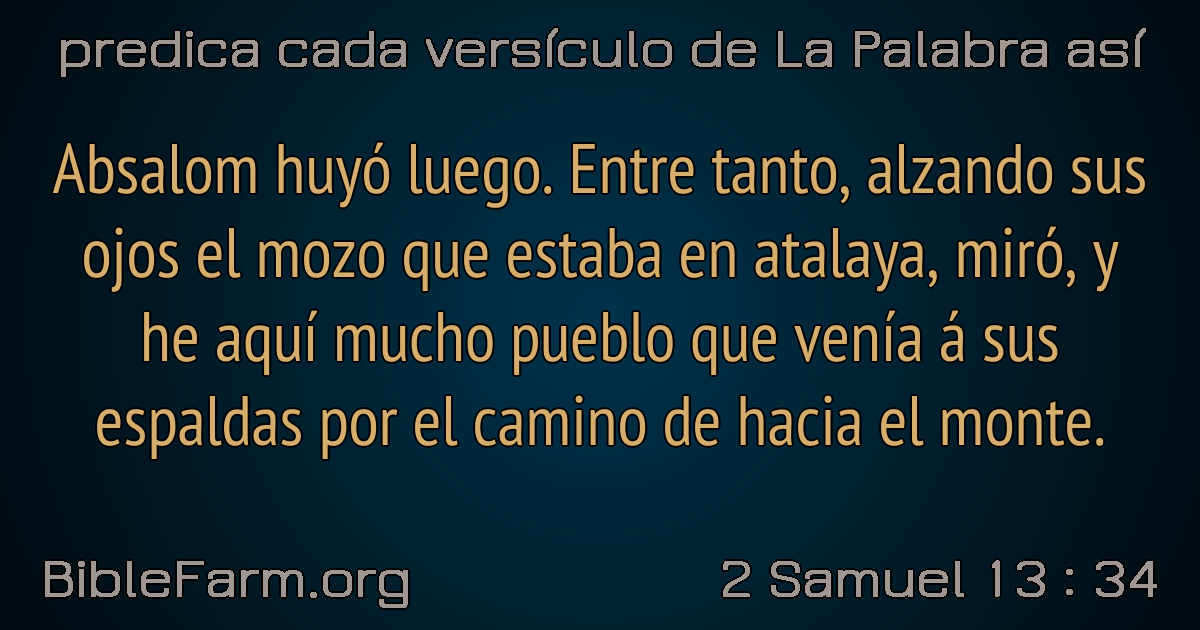 predica cada versículo de La Palabra así
Absalom huyó luego. Entre tanto, alzando sus
ojos el mozo que estaba en atalaya, miró, y
he aquí mucho pueblo que venía á sus
espaldas por el camino de hacia el monte.
BibleFarm.org
2 Samuel 13 : 34